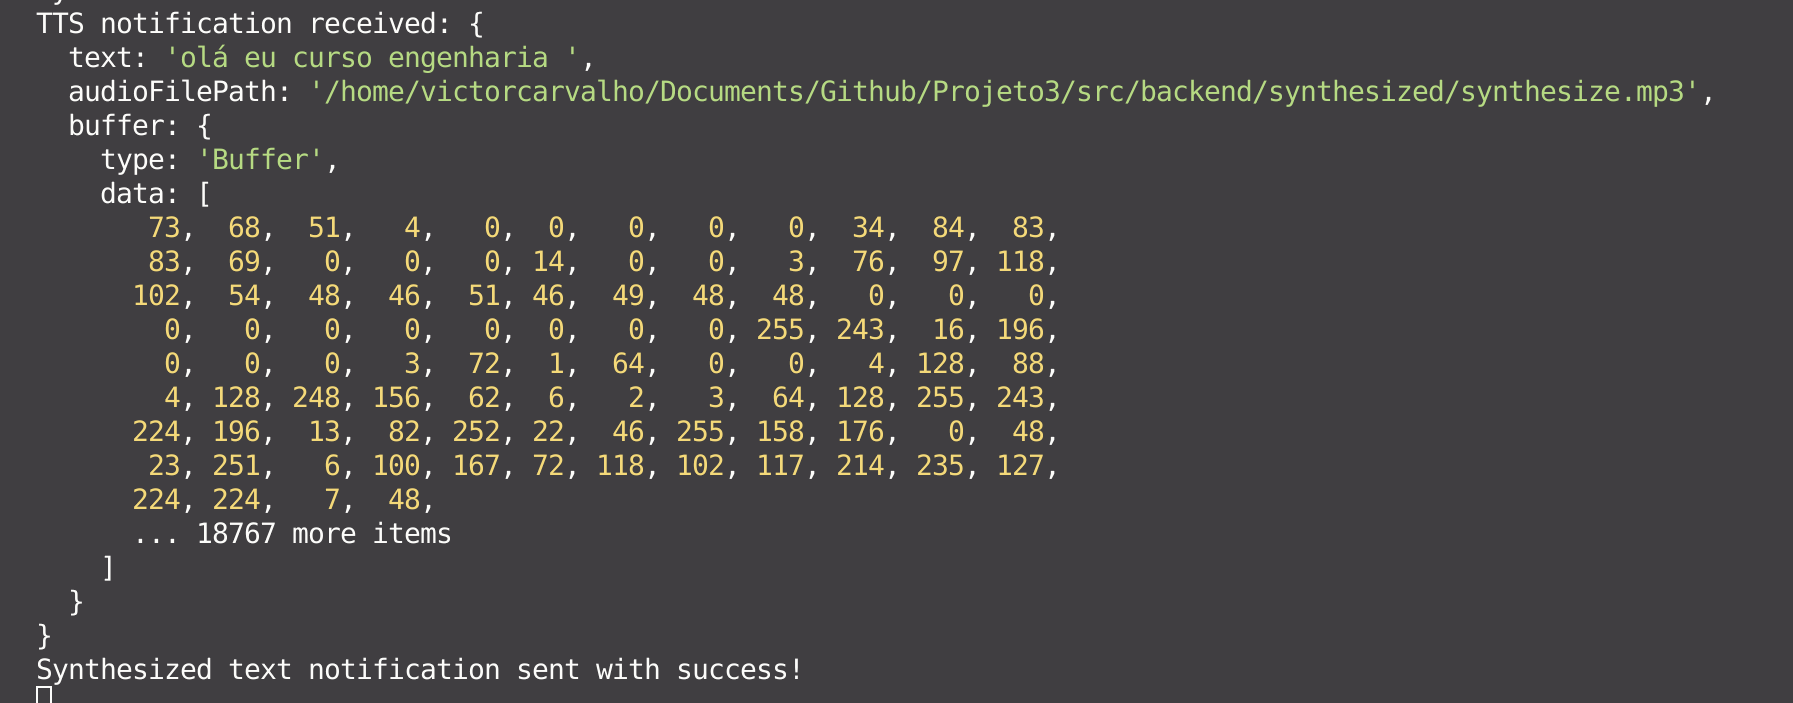 TTS notification received: {
  text: 'olá eu curso engenharia ',
  audioFilePath: '/home/victorcarvalho/Documents/Github/Projeto3/src/backend/synthesized/synthesize.mp3',
  buffer: {
    type: 'Buffer',
    data: [
       73,  68,  51,   4,   0,  0,   0,   0,   0,  34,  84,  83,
       83,  69,   0,   0,   0, 14,   0,   0,   3,  76,  97, 118,
      102,  54,  48,  46,  51, 46,  49,  48,  48,   0,   0,   0,
        0,   0,   0,   0,   0,  0,   0,   0, 255, 243,  16, 196,
        0,   0,   0,   3,  72,  1,  64,   0,   0,   4, 128,  88,
        4, 128, 248, 156,  62,  6,   2,   3,  64, 128, 255, 243,
      224, 196,  13,  82, 252, 22,  46, 255, 158, 176,   0,  48,
       23, 251,   6, 100, 167, 72, 118, 102, 117, 214, 235, 127,
      224, 224,   7,  48,
      ... 18767 more items
    ]
  }
}
Synthesized text notification sent with success!